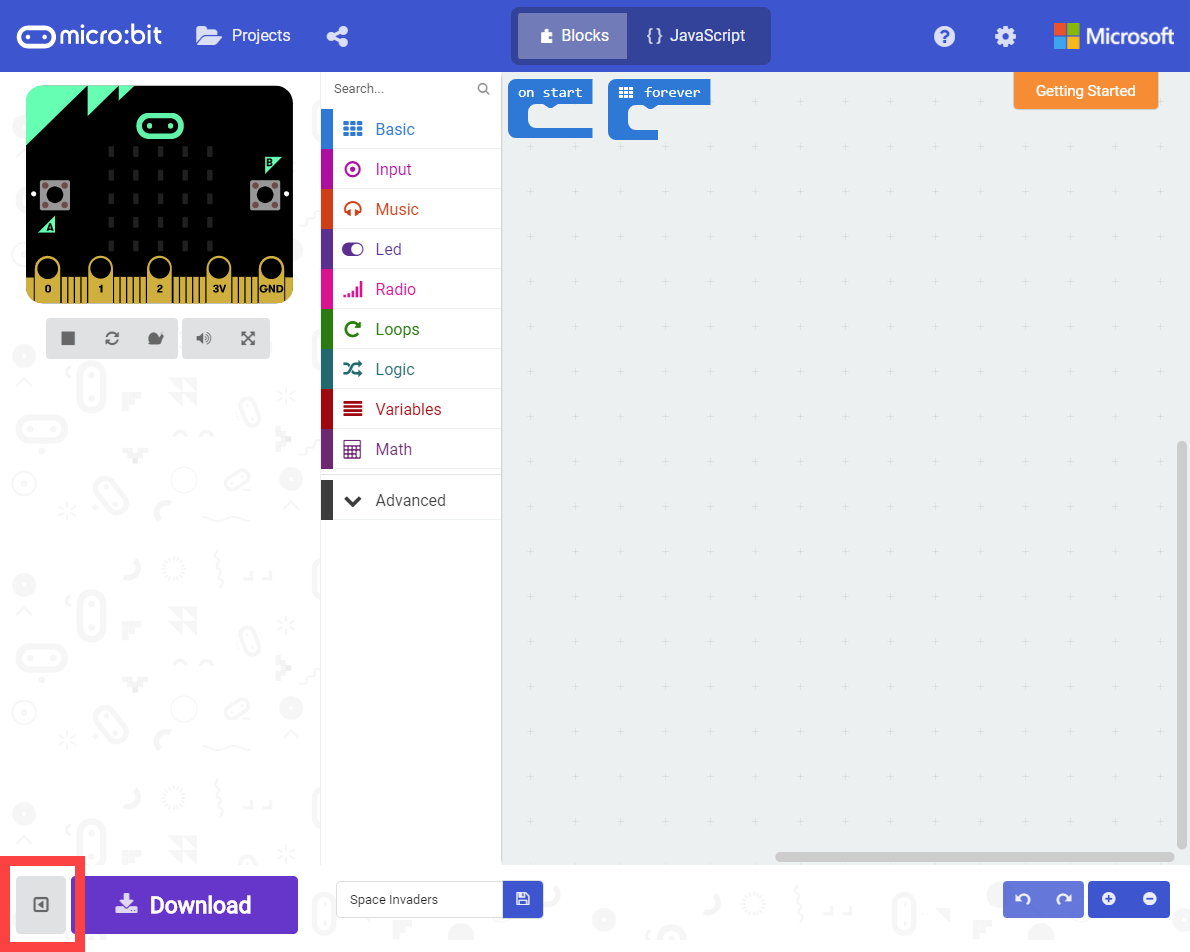 micro:bit
Projects
Blocks
{ } JavaScript
?
Microsoft
Search...
on start
forever
Getting Started
Basic
Input
Music
Led
Radio
Loops
Logic
Variables
Math
Advanced
B
A
0 1 2 3V GND
Download
Space Invaders